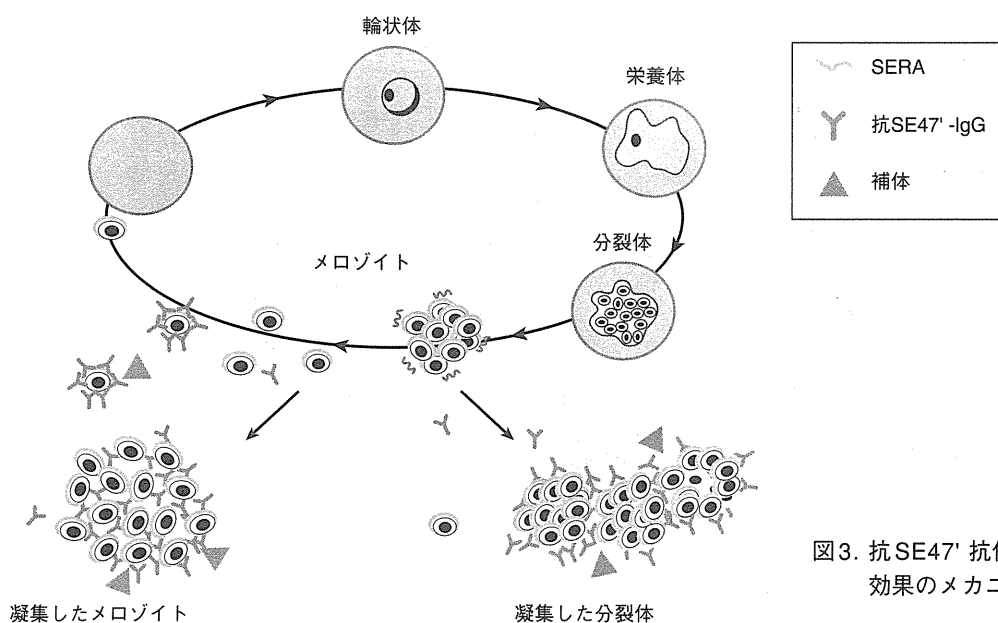 輪状体
栄養体
分裂体
メロゾイト
凝集したメロゾイト
凝集した分裂体
SERA
抗SE47' -IgG
補体
図3. 抗SE47' 抗
効果のメカニ